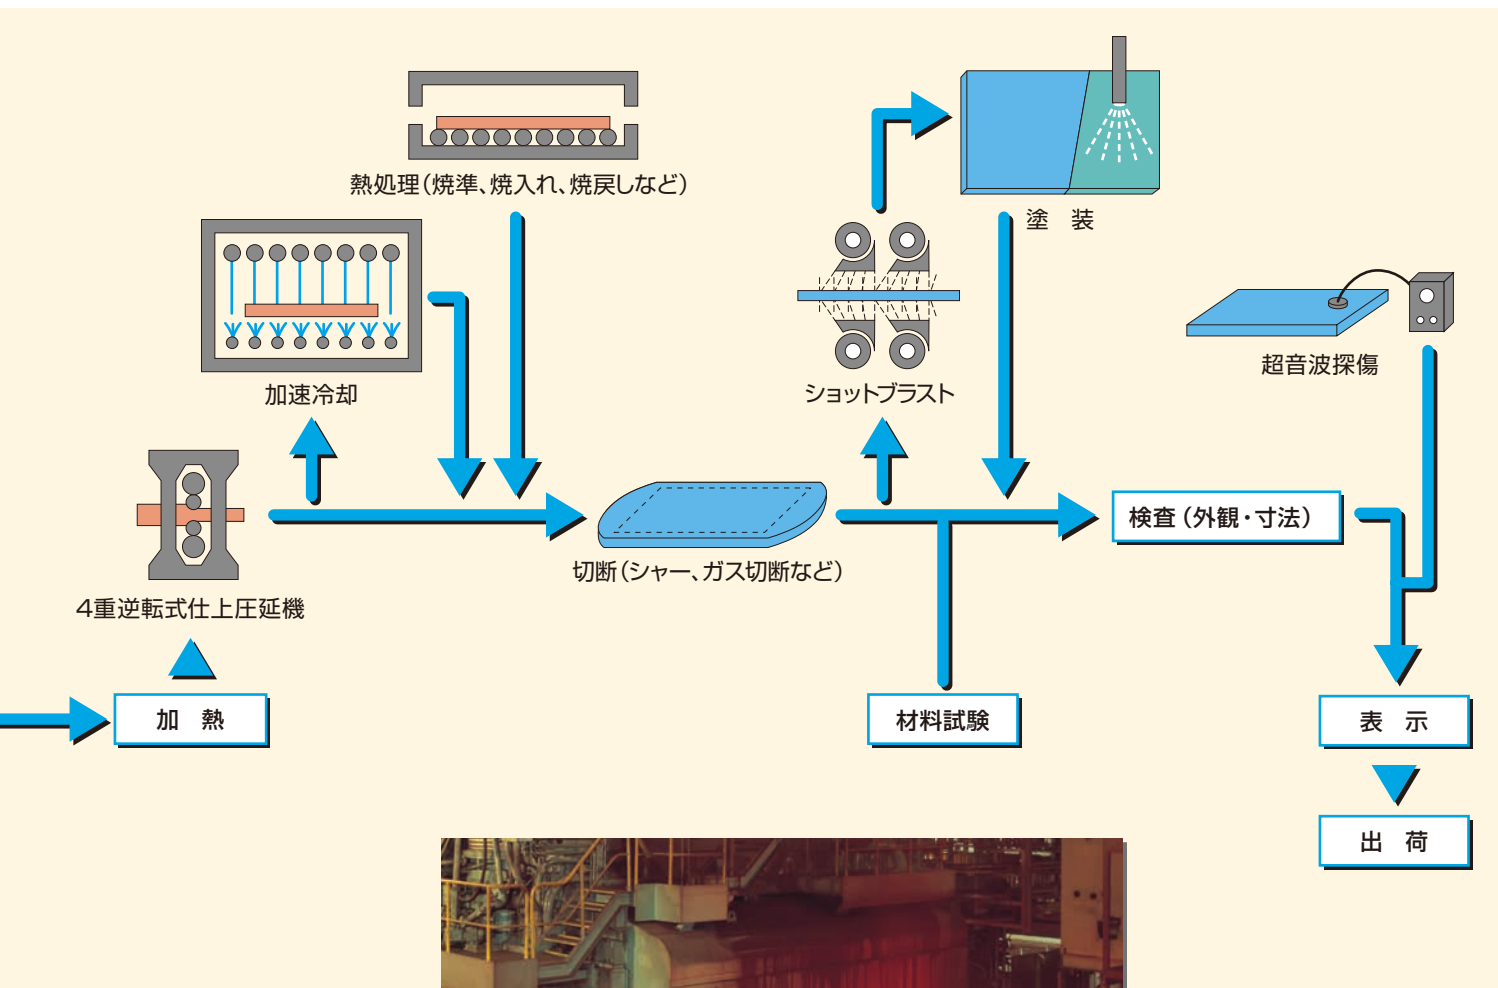 熱処理（焼準、焼入れ、焼戻しなど）
塗　装
加速冷却
ショットブラスト
超音波探傷
検査（外観・寸法）
切断（シャー、ガス切断など）
4重逆転式仕上圧延機
加　熱
材料試験
表　示
出　荷